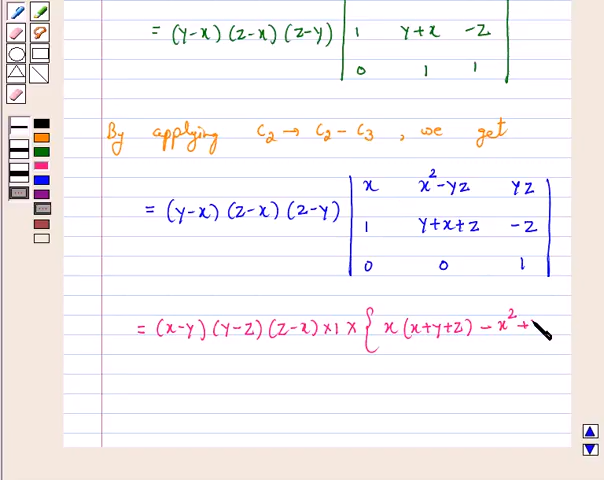 = (y-x) (z-x) (z-y) | 1 y+x -z |
| 0 1 1 |
By applying C₂ → C₂ - C₃, we get
| x x²-yz yz |
= (y-x) (z-x) (z-y) | 1 y+x+z -z |
| 0 0 1 |
= (x-y) (y-z) (z-x) × 1 × { x (x+y+z) - x² +